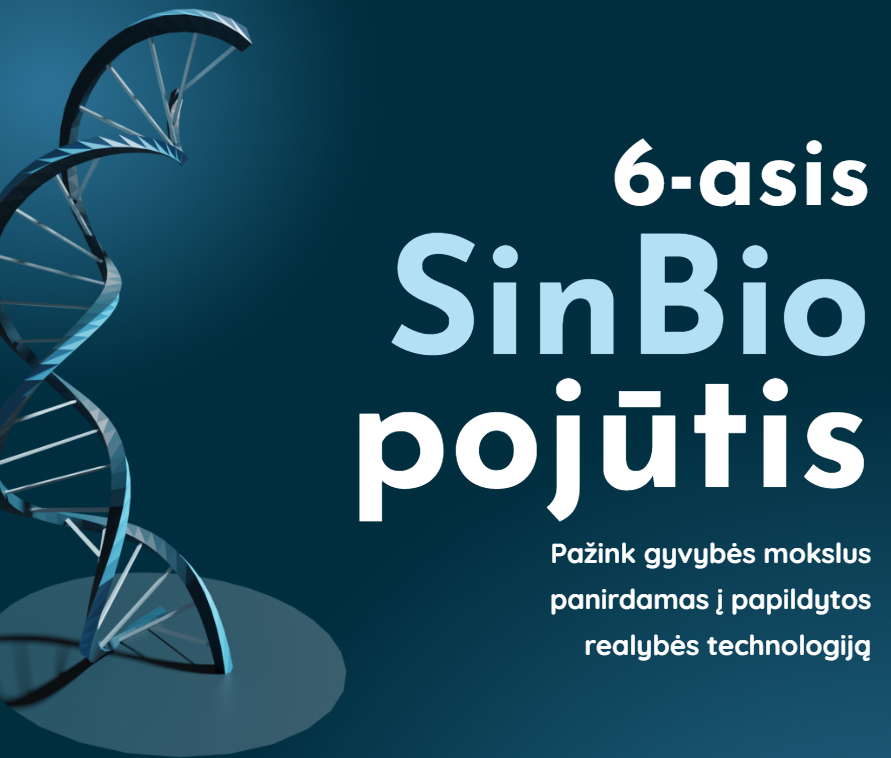 6-asis
SinBio
pojūtis
Pažink gyvybės mokslus
panirdamas į papildytos
realybės technologiją